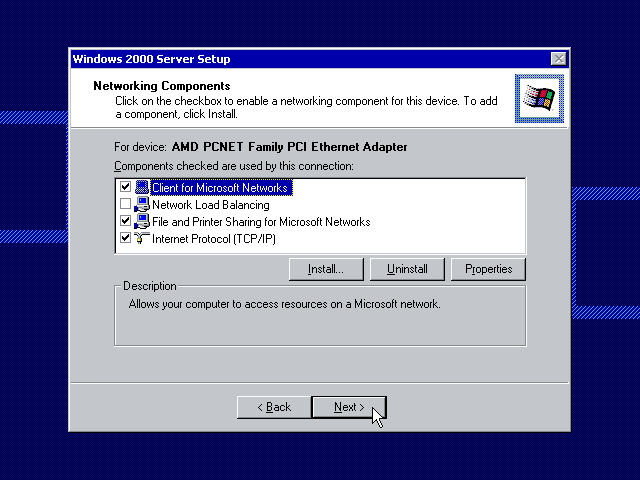 Windows 2000 Server Setup
Networking Components
Click on the checkbox to enable a networking component for this device. To add
a component, click Install.
For device: AMD PCNET Family PCI Ethernet Adapter
Components checked are used by this connection:
Client for Microsoft Networks
Network Load Balancing
File and Printer Sharing for Microsoft Networks
Internet Protocol (TCP/IP)
Install... Uninstall Properties
Description
Allows your computer to access resources on a Microsoft network.
< Back Next >